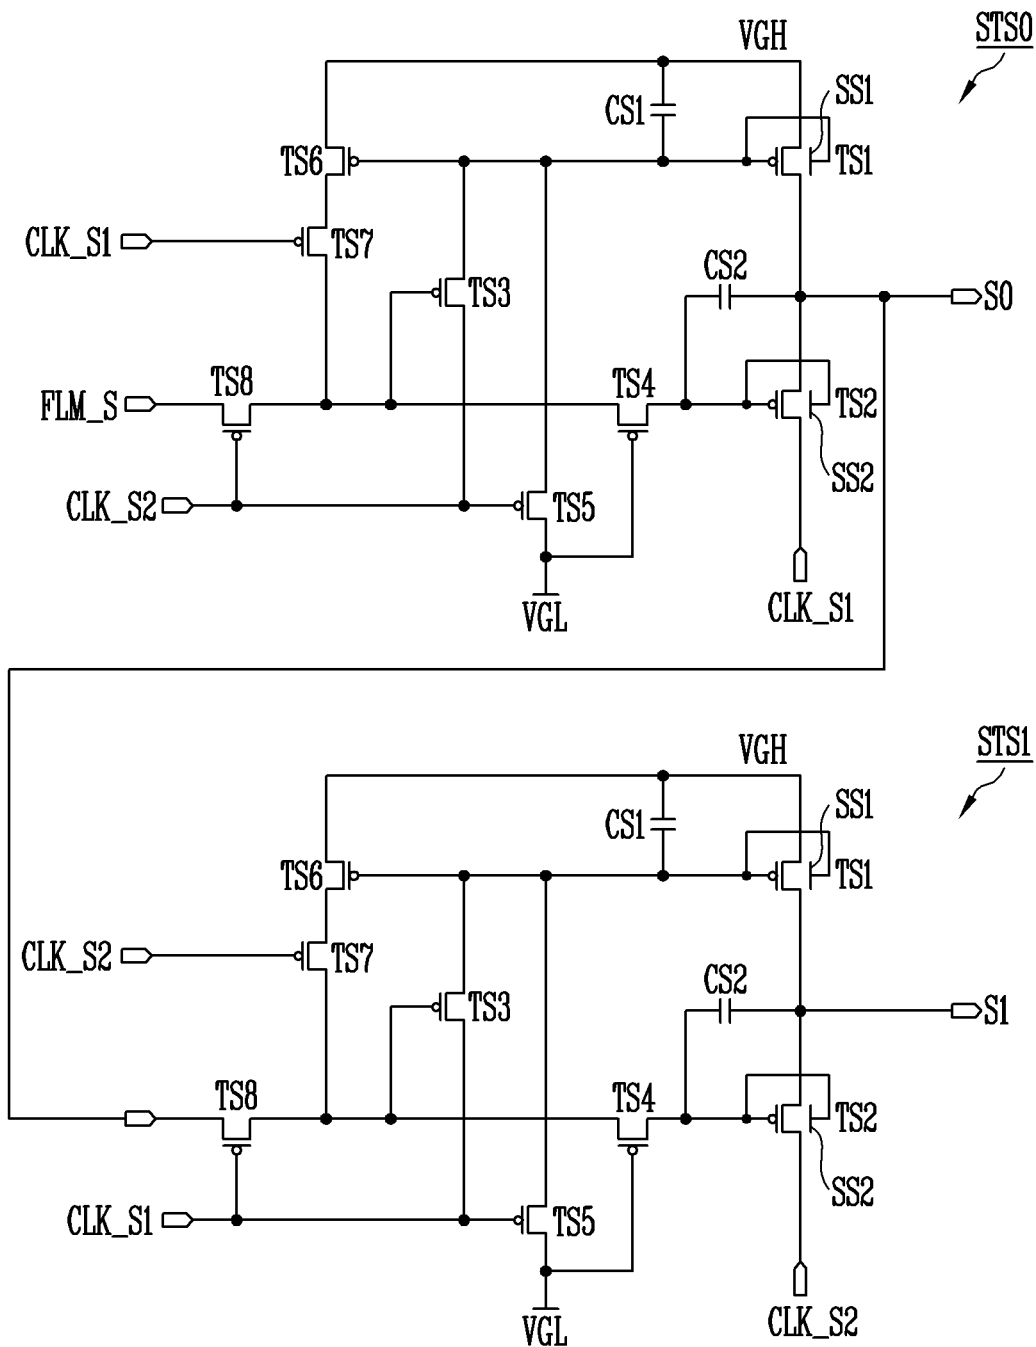 STS0
VGH
SS1
CS1
TS6
TS1
CLK_S1
TS7
CS2
TS3
S0
TS8
TS4
FLM_S
TS2
SS2
CLK_S2
TS5
CLK_S1
VGL
STS1
VGH
SS1
CS1
TS6
TS1
CLK_S2
TS7
CS2
TS3
S1
TS8
TS4
TS2
SS2
CLK_S1
TS5
CLK_S2
VGL